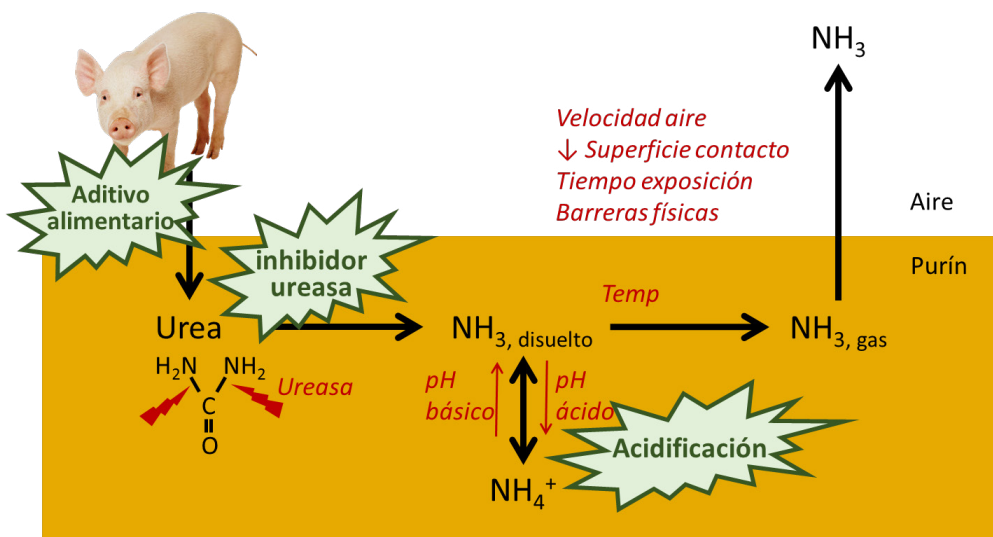 NH₃
Velocidad aire
↓ Superficie contacto
Tiempo exposición
Barreras físicas
Aire
Aditivo
alimentario
inhibidor
ureasa
Purín
Urea
NH₃, disuelto
Temp
NH₃, gas
H₂N
NH₂
C
O
Ureasa
pH
básico
pH
ácido
Acidificación
NH₄⁺